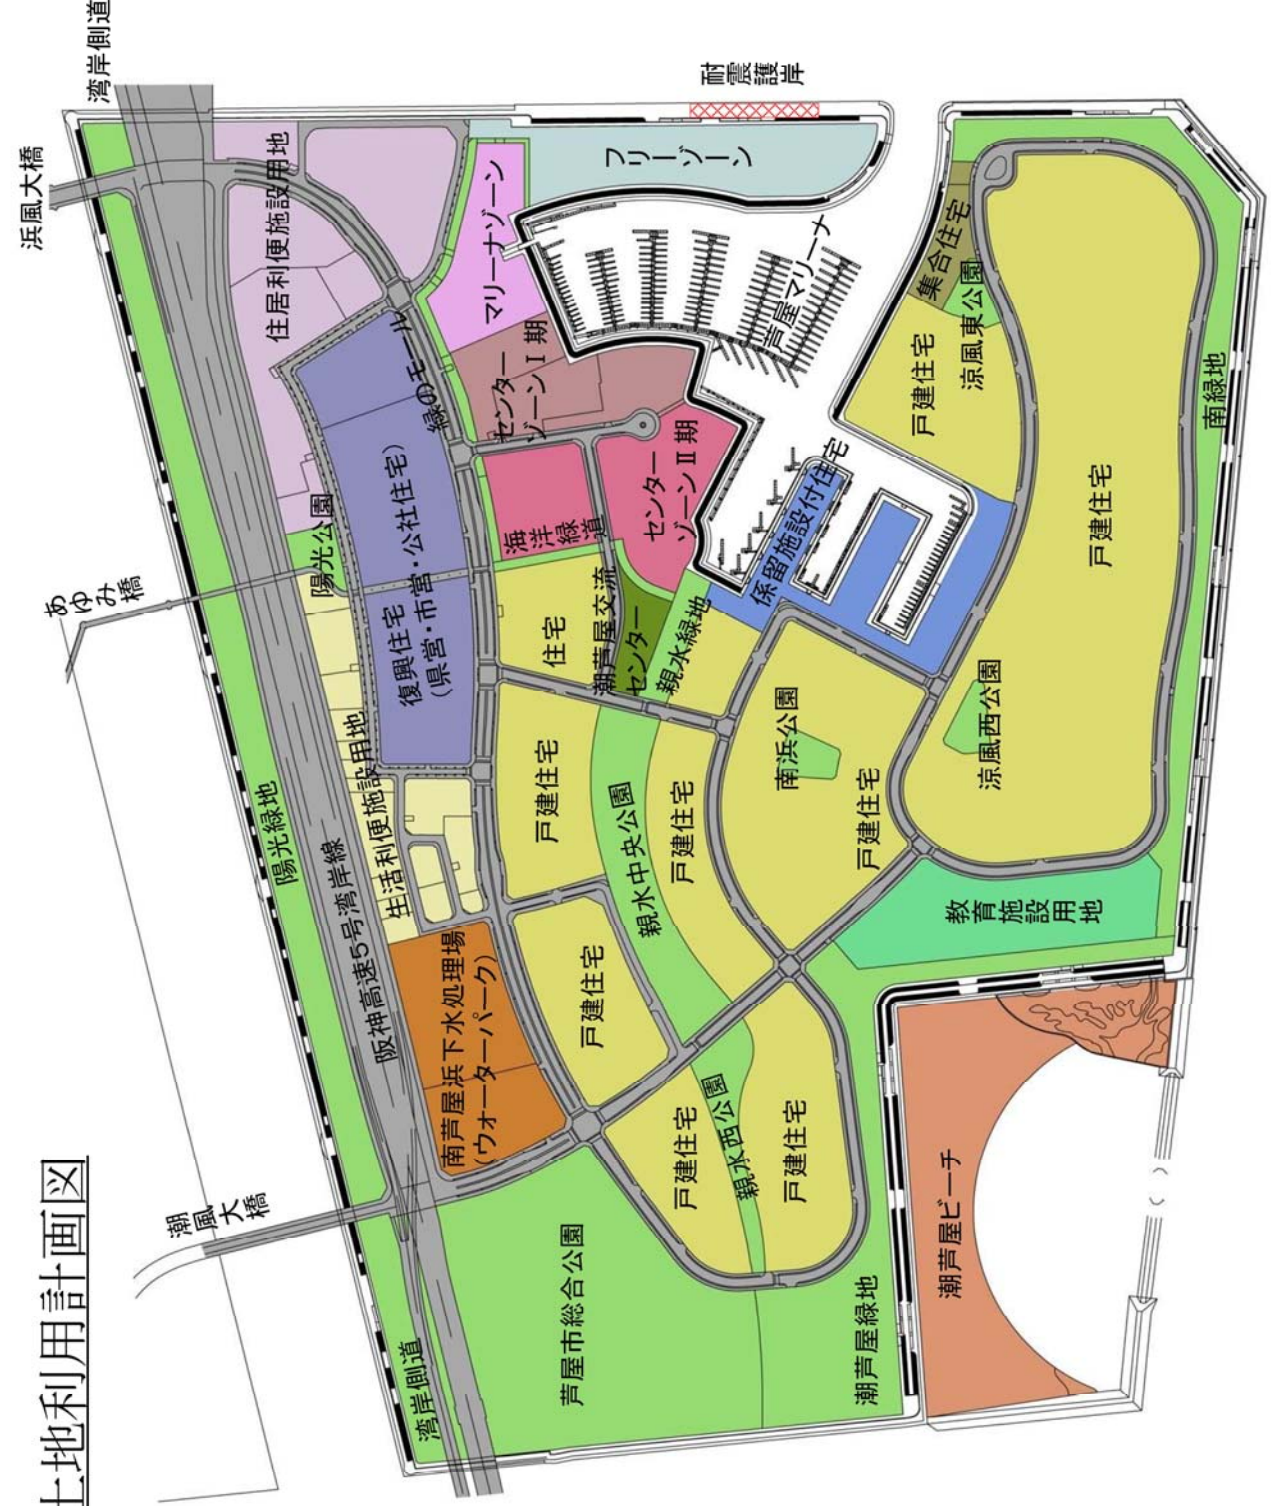 土地利用計画図
浜風大橋
湾岸側道
あゆみ
橋
潮風
大橋
湾岸側道
耐震
護岸
陽光緑地
阪神高速5号湾岸線
住居利便施設用地
陽光公園
生活利便施設用地
復興住宅
(県営・市営・公社住宅)
緑のモール
マリーナゾーン
フリーゾーン
センター
ゾーンⅠ期
センター
ゾーンⅡ期
海洋
緑道
芦屋マリーナ
住宅
潮芦屋交流
センター
親水緑地
係留施設付住宅
集合住宅
涼風東公園
戸建住宅
戸建住宅
南緑地
涼風西公園
南浜公園
戸建住宅
戸建住宅
戸建住宅
親水中央公園
戸建住宅
南芦屋浜下水処理場
(ウォーターパーク)
戸建住宅
親水西公園
戸建住宅
教育施設用地
芦屋市総合公園
潮芦屋緑地
潮芦屋ビーチ